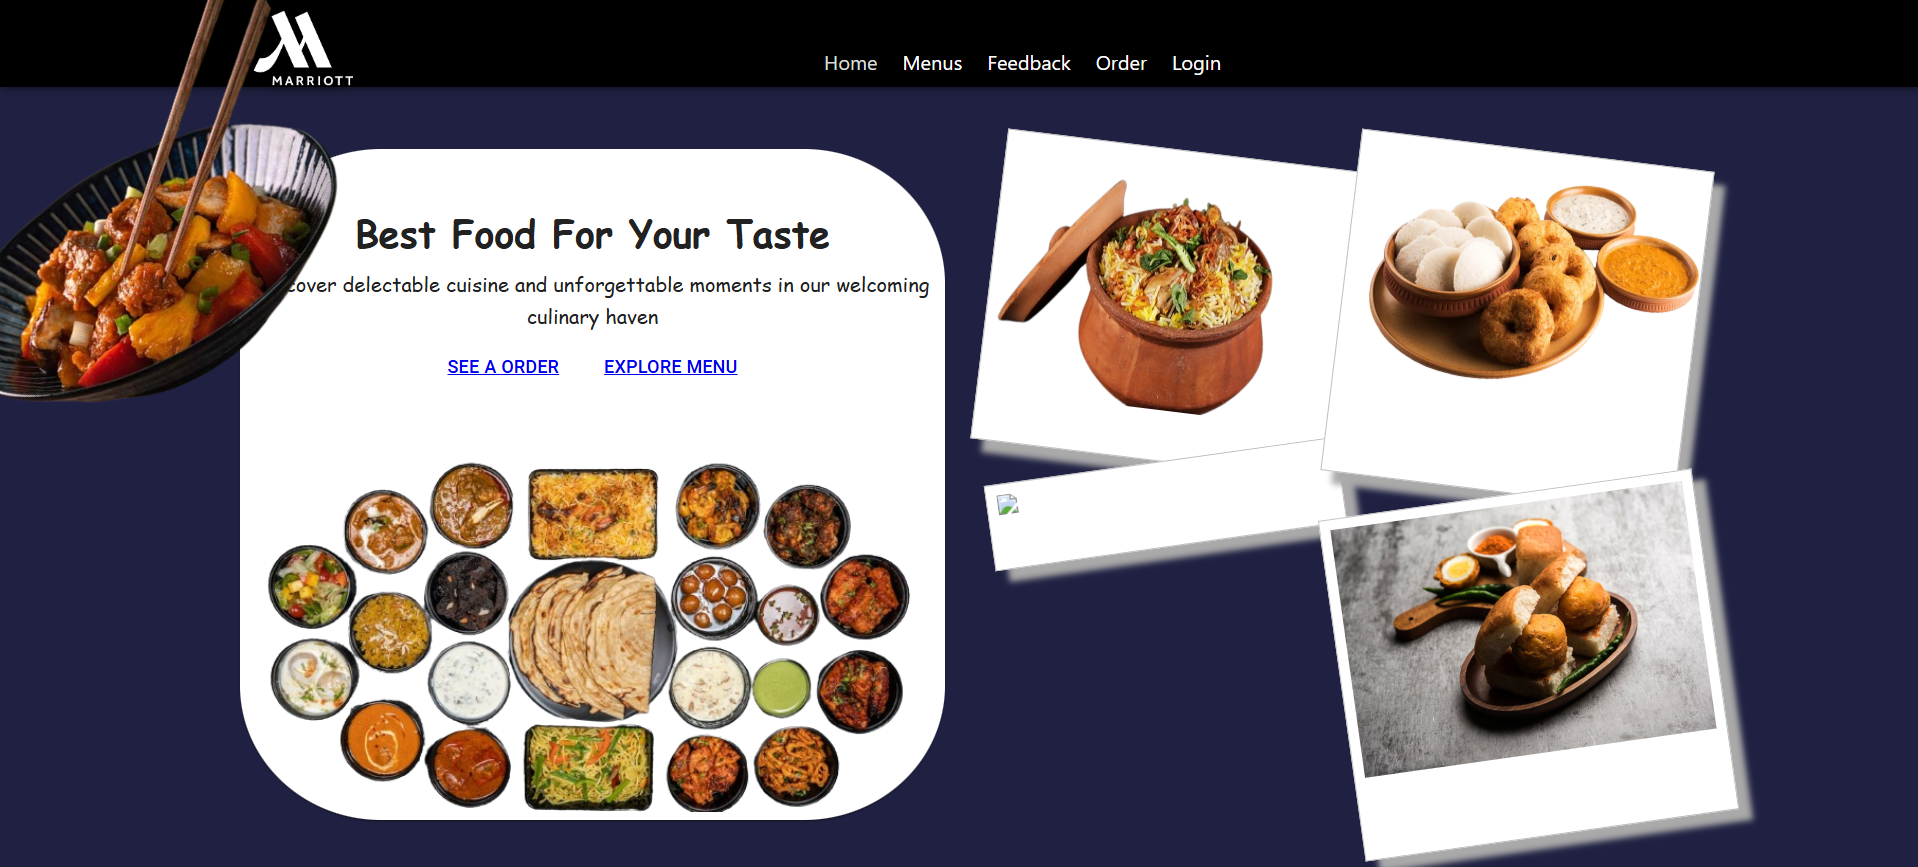 MARRIOTT
Home Menus Feedback Order Login
Best Food For Your Taste
cover delectable cuisine and unforgettable moments in our welcoming
culinary haven
SEE A ORDER EXPLORE MENU